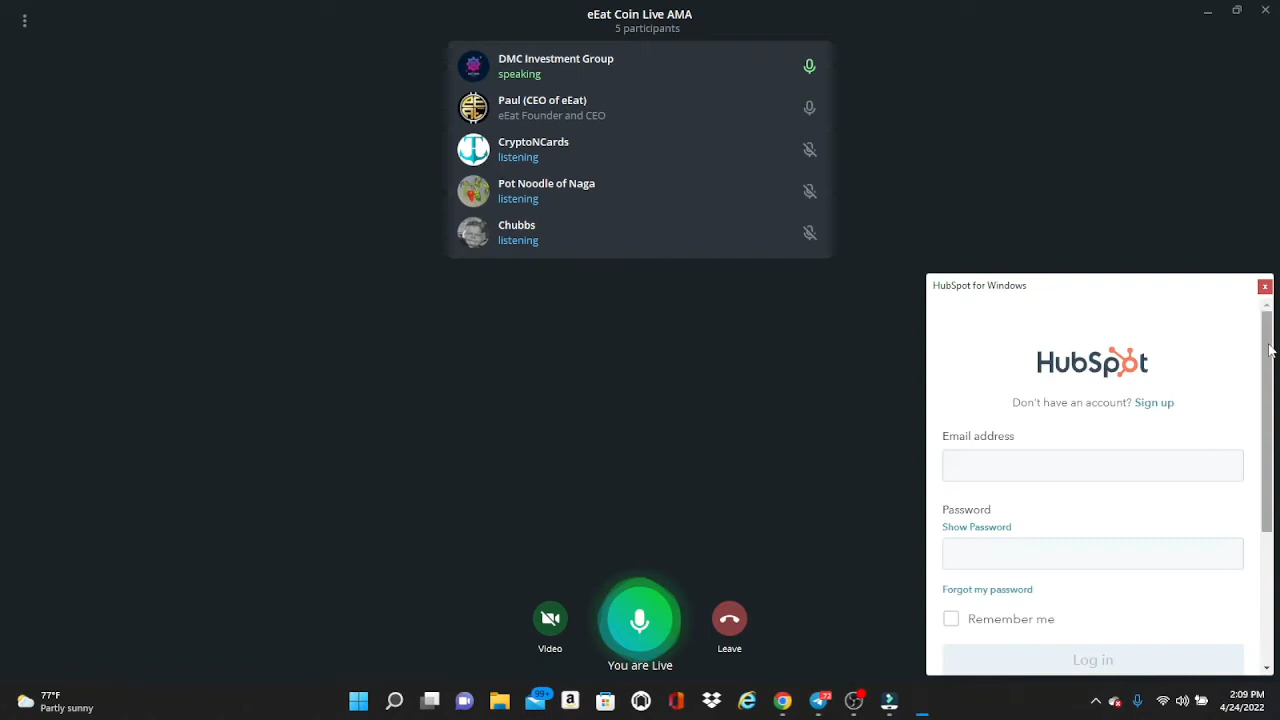 eEat Coin Live AMA
5 participants
DMC Investment Group
speaking
Paul (CEO of eEat)
eEat Founder and CEO
CryptoNCards
listening
Pot Noodle of Naga
listening
Chubbs
listening
HubSpot for Windows
HubSpot
Don't have an account? Sign up
Email address
Password
Show Password
Forgot my password
Remember me
Log in
Video
You are Live
Leave
77°F
Partly sunny
99+
72
2:09 PM
4/24/2022